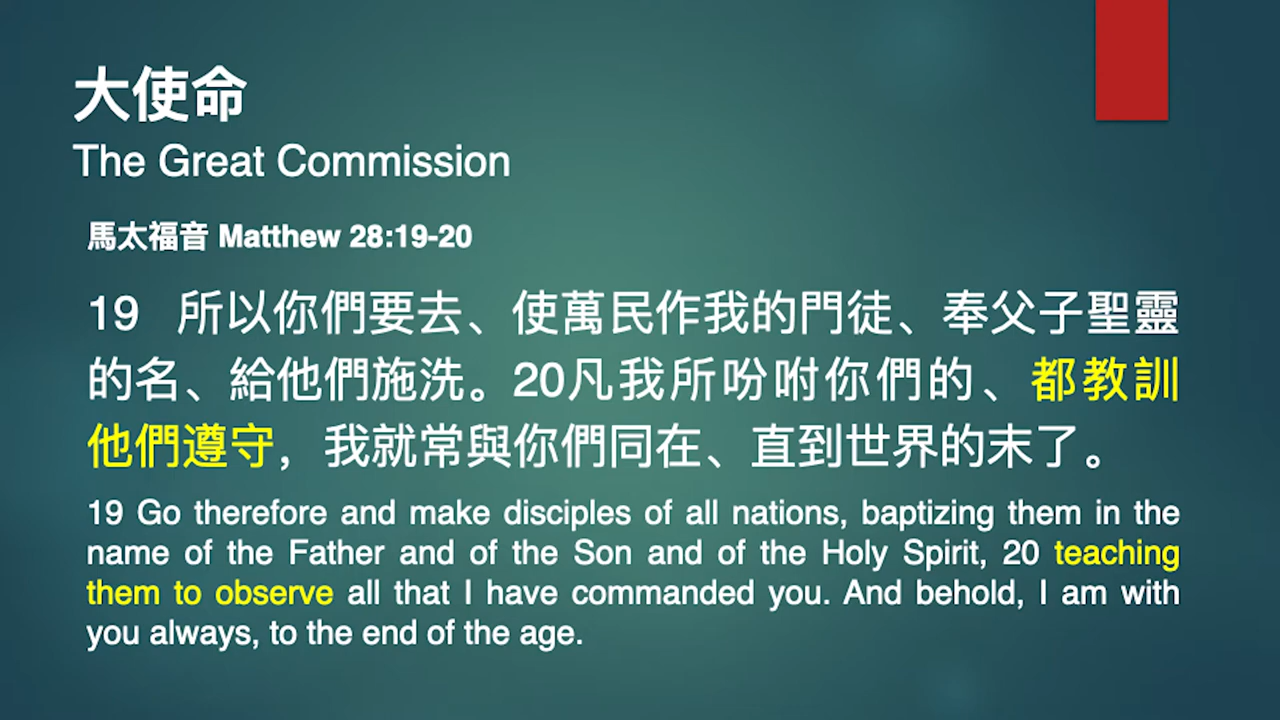 大使命
The Great Commission
馬太福音 Matthew 28:19-20
19 所以你們要去、使萬民作我的門徒、奉父子聖靈
的名、給他們施洗。20凡我所吩咐你們的、都教訓
他們遵守，我就常與你們同在、直到世界的末了。
19 Go therefore and make disciples of all nations, baptizing them in the
name of the Father and of the Son and of the Holy Spirit, 20 teaching
them to observe all that I have commanded you. And behold, I am with
you always, to the end of the age.